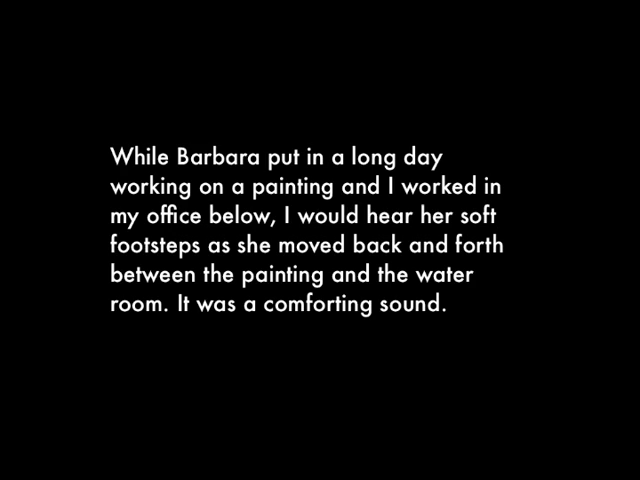 While Barbara put in a long day
working on a painting and I worked in
my office below, I would hear her soft
footsteps as she moved back and forth
between the painting and the water
room. It was a comforting sound.